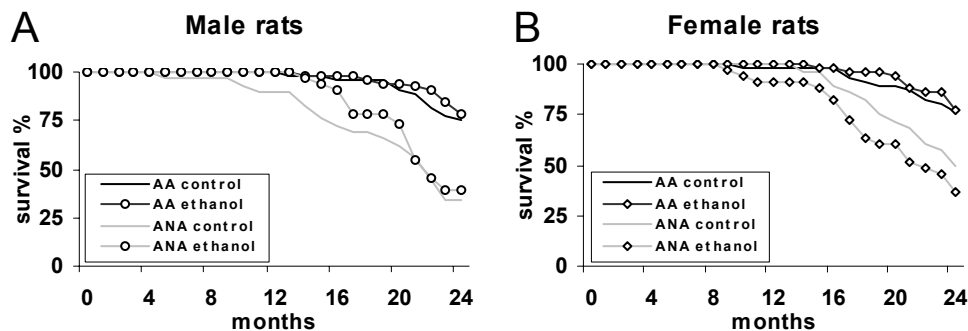 A
Male rats
survival %
100
75
50
25
0
AA control
AA ethanol
ANA control
ANA ethanol
0 4 8 12 16 20 24
months
B
Female rats
survival %
100
75
50
25
0
AA control
AA ethanol
ANA control
ANA ethanol
0 4 8 12 16 20 24
months